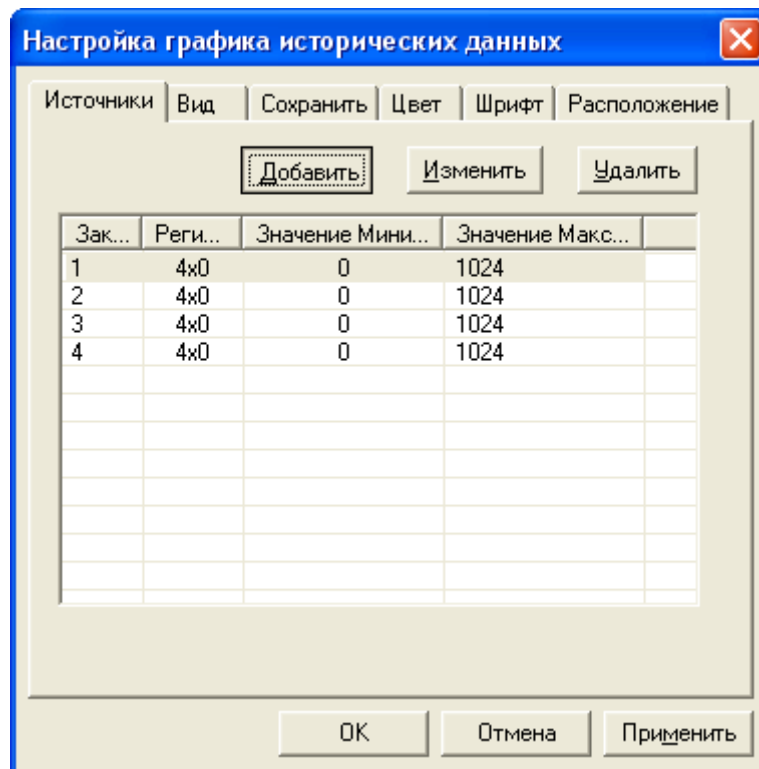 Настройка графика исторических данных
Источники Вид Сохранить Цвет Шрифт Расположение
Добавить Изменить Удалить
Зак... Реги... Значение Мини... Значение Макс...
1 4x0 0 1024
2 4x0 0 1024
3 4x0 0 1024
4 4x0 0 1024
OK Отмена Применить